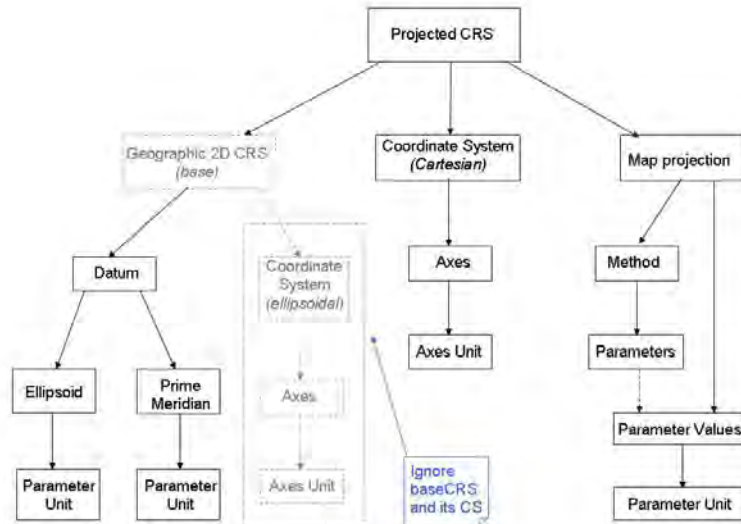 Projected CRS
Geographic 2D CRS
(base)
Coordinate System
(Cartesian)
Map projection
Datum
Coordinate
System
(ellipsoidal)
Axes
Method
Ellipsoid
Prime
Meridian
Axes
Axes Unit
Parameters
Parameter
Unit
Parameter
Unit
Axes Unit
Ignore
baseCRS
and its CS
Parameter Values
Parameter Unit